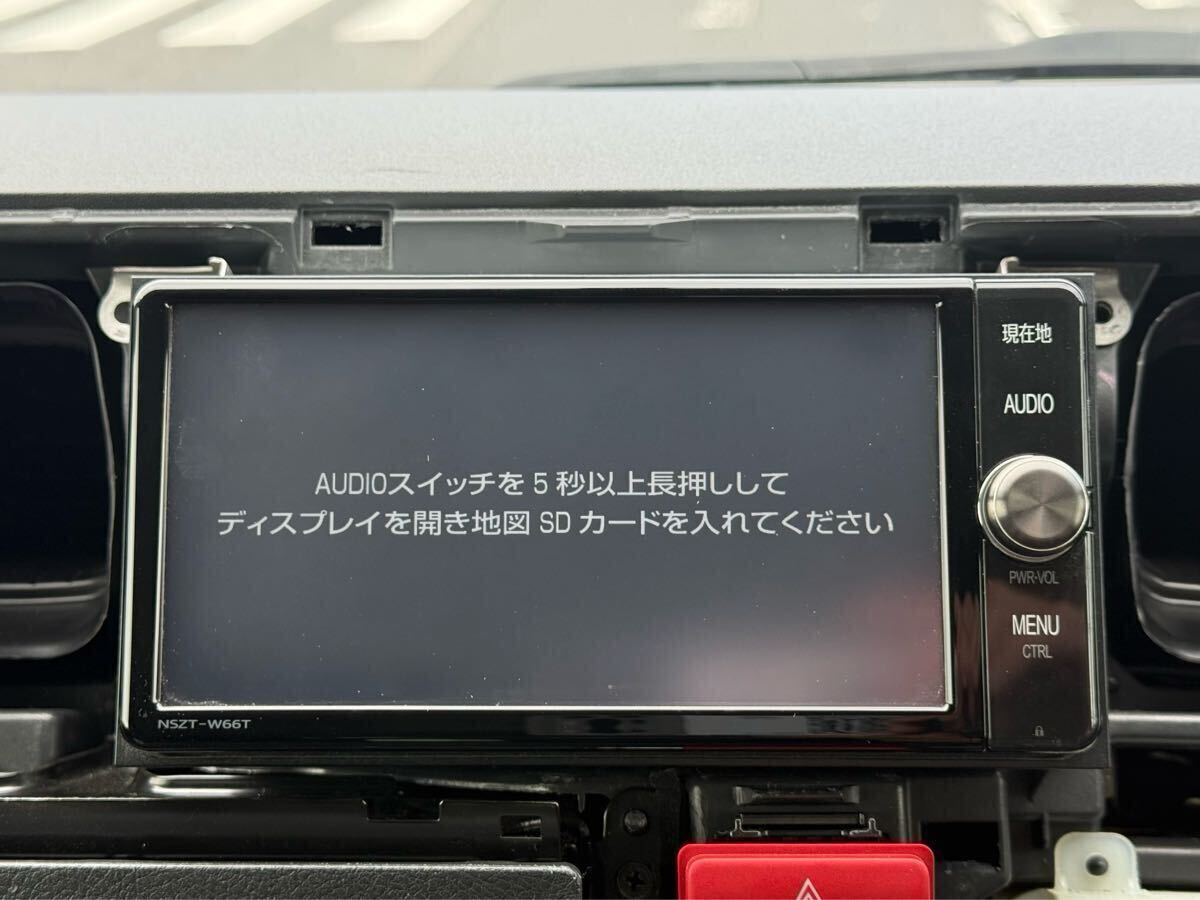 現在地
AUDIO
AUDIOスイッチを5秒以上長押しして
ディスプレイを開き地図SDカードを入れてください
PWR·VOL
MENU
CTRL
NSZT-W66T